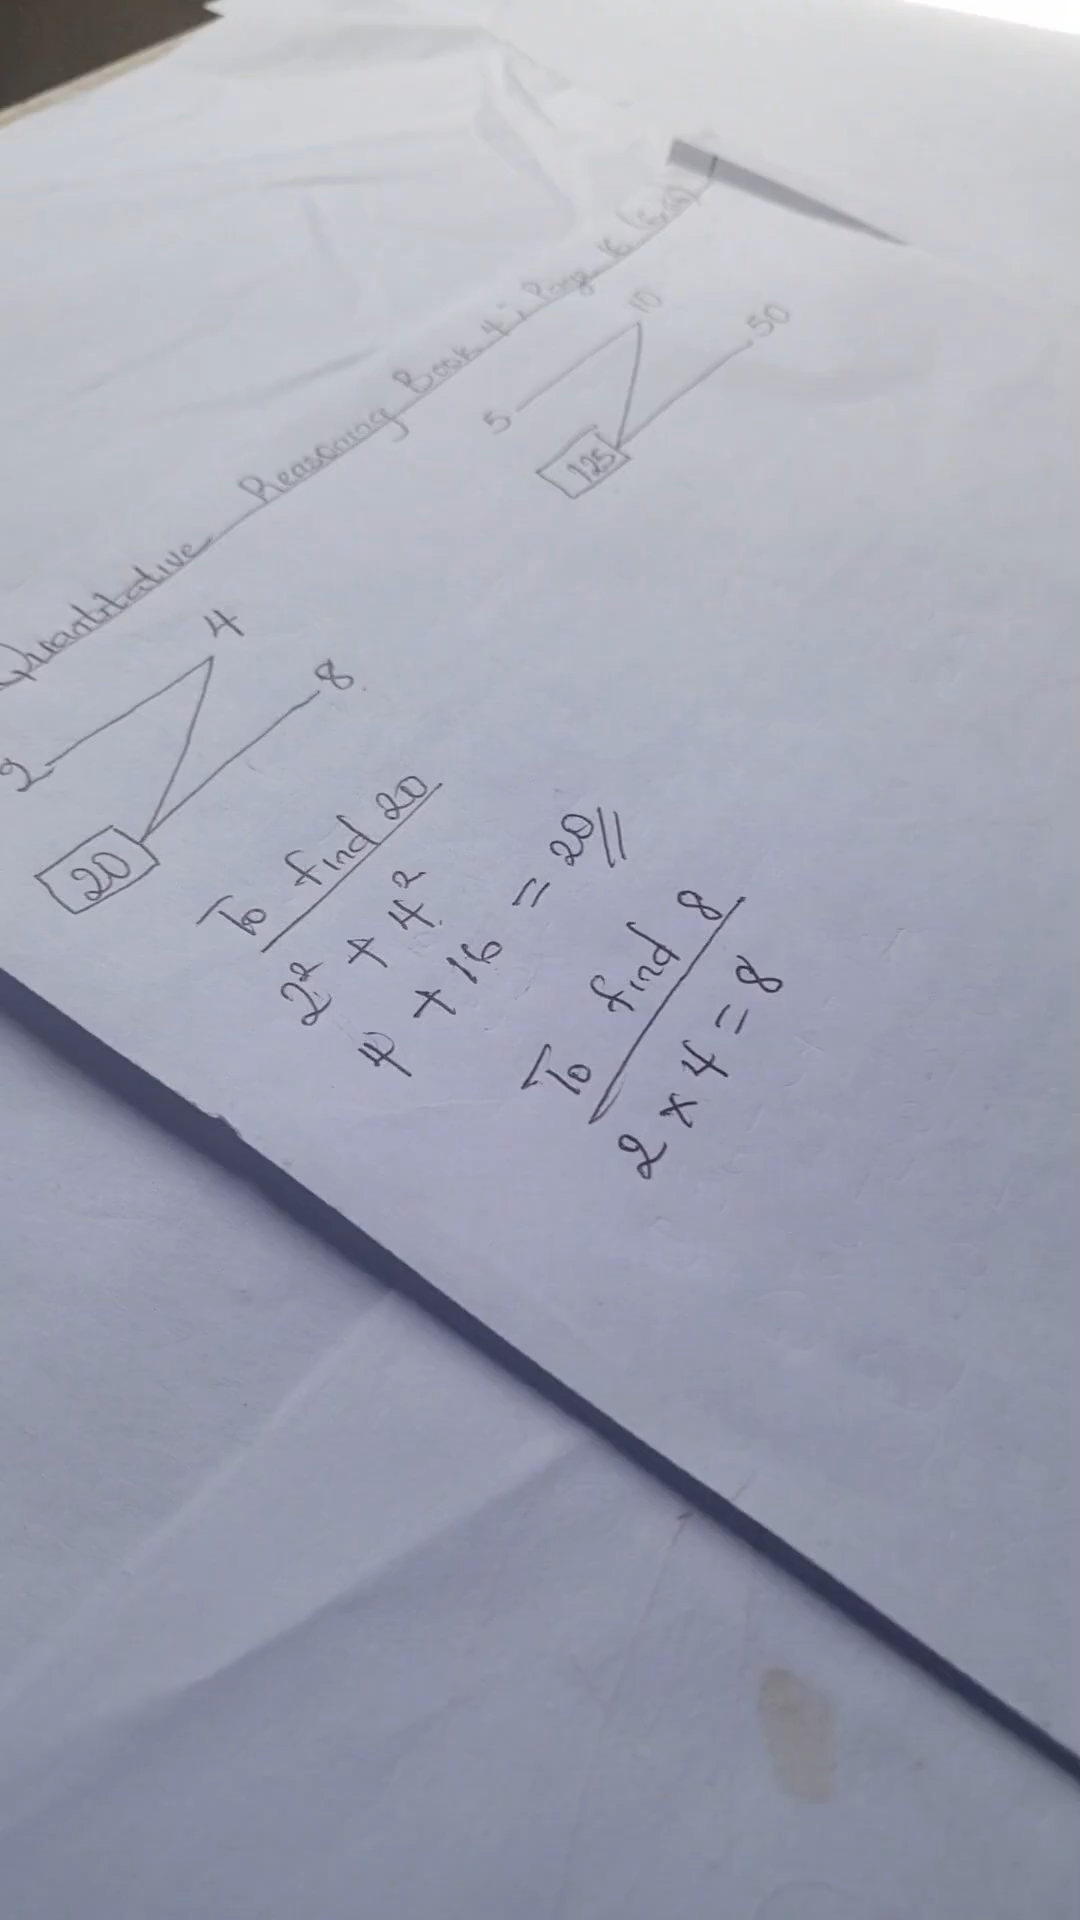 Quantitative Reasoning Book 4; Page 16
2 4
20 8
5 10
125 50
To find 20
2² + 4²
4 + 16 = 20
To find 8
2 × 4 = 8